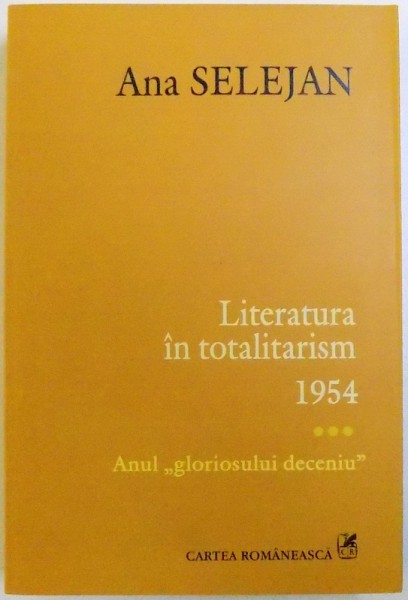 Ana SELEJAN
Literatura
în totalitarism
1954
•••
Anul „gloriosului deceniu”
CARTEA ROMÂNEASCĂ
C B